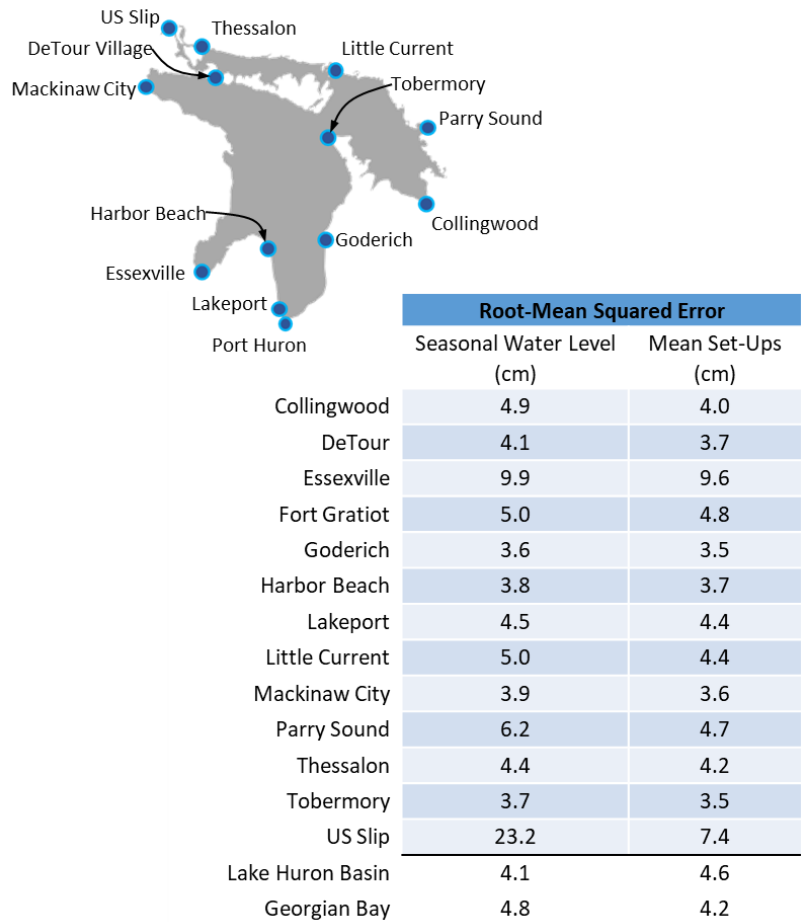 US Slip
Thessalon
DeTour Village
Little Current
Mackinaw City
Tobermory
Parry Sound
Harbor Beach
Goderich
Collingwood
Essexville
Lakeport
Port Huron
Root-Mean Squared Error
Seasonal Water Level (cm) Mean Set-Ups (cm)
Collingwood 4.9 4.0
DeTour 4.1 3.7
Essexville 9.9 9.6
Fort Gratiot 5.0 4.8
Goderich 3.6 3.5
Harbor Beach 3.8 3.7
Lakeport 4.5 4.4
Little Current 5.0 4.4
Mackinaw City 3.9 3.6
Parry Sound 6.2 4.7
Thessalon 4.4 4.2
Tobermory 3.7 3.5
US Slip 23.2 7.4
Lake Huron Basin 4.1 4.6
Georgian Bay 4.8 4.2